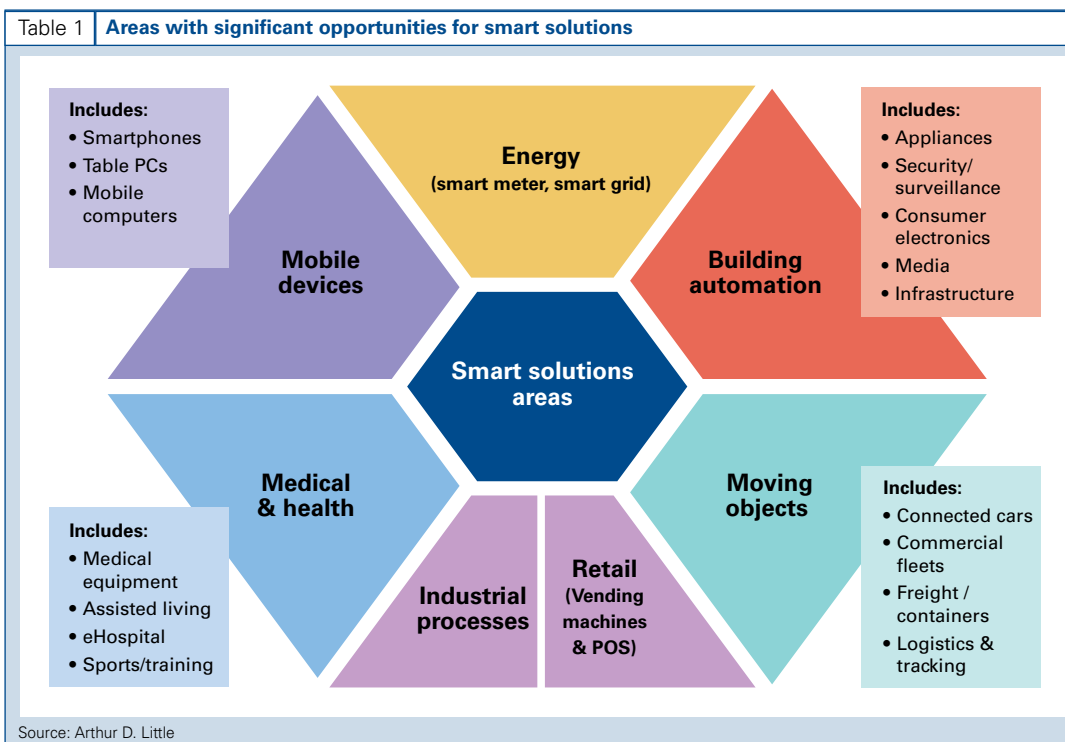 Table 1
Areas with significant opportunities for smart solutions
Includes:
• Smartphones
• Table PCs
• Mobile
computers
Energy
(smart meter, smart grid)
Includes:
• Appliances
• Security/
surveillance
• Consumer
electronics
• Media
• Infrastructure
Mobile
devices
Building
automation
Smart solutions
areas
Medical
& health
Moving
objects
Includes:
• Medical
equipment
• Assisted living
• eHospital
• Sports/training
Industrial
processes
Retail
(Vending
machines
& POS)
Includes:
• Connected cars
• Commercial
fleets
• Freight /
containers
• Logistics &
tracking
Source: Arthur D. Little